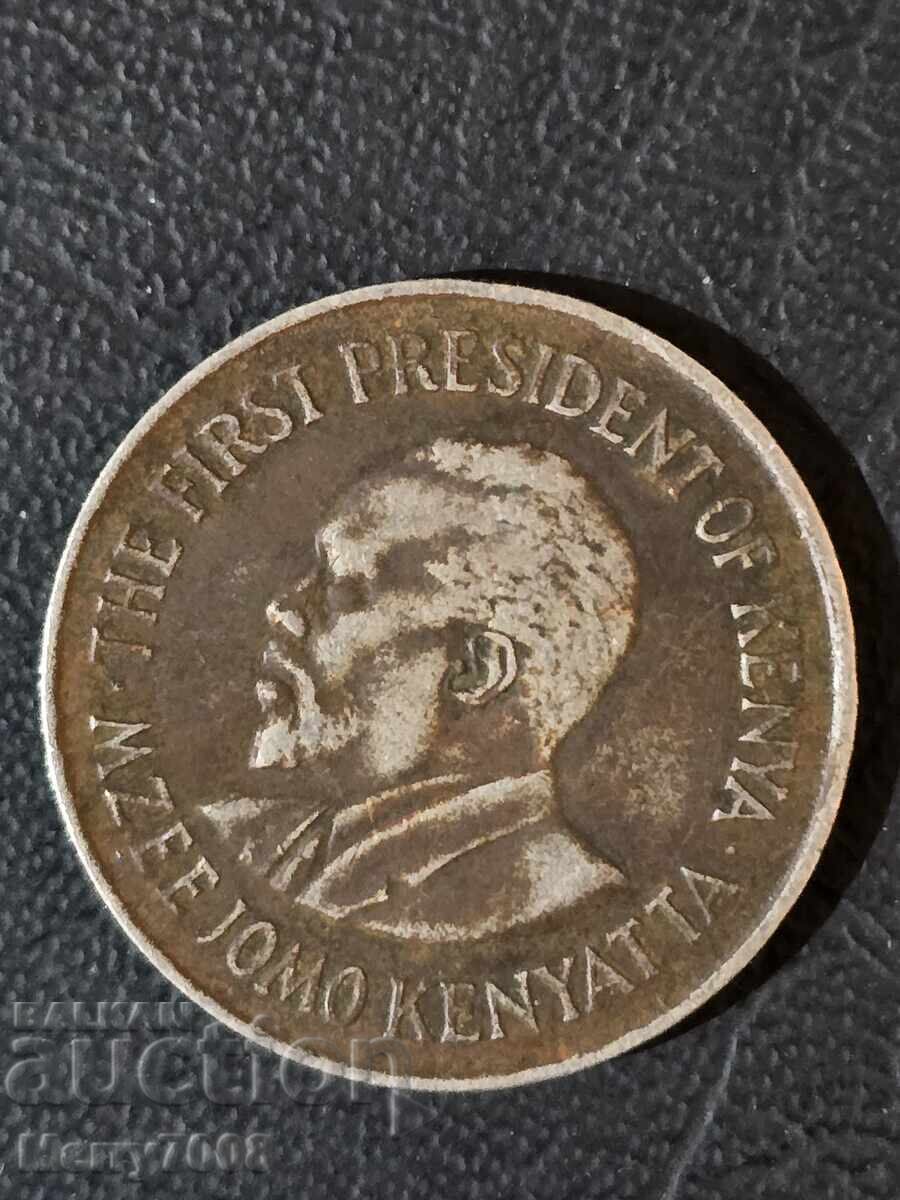 · THE FIRST PRESIDENT OF KENYA ·
MZEE JOMO KENYATTA
BALKAN
auction
Merry7008